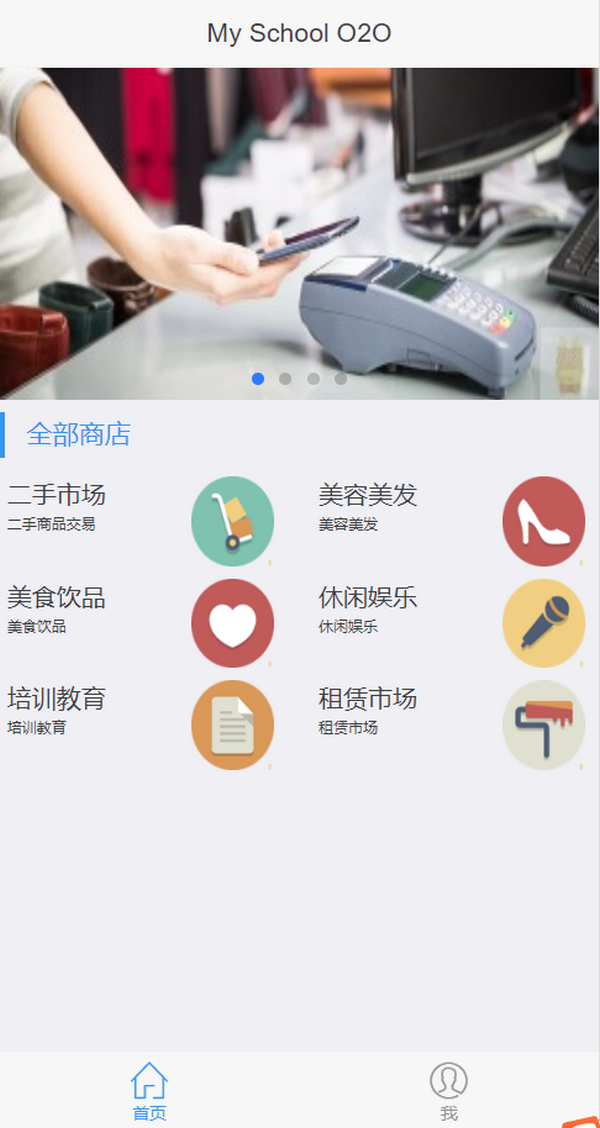 My School O2O
全部商店
二手市场
二手商品交易
美容美发
美容美发
美食饮品
美食饮品
休闲娱乐
休闲娱乐
培训教育
培训教育
租赁市场
租赁市场
首页
我